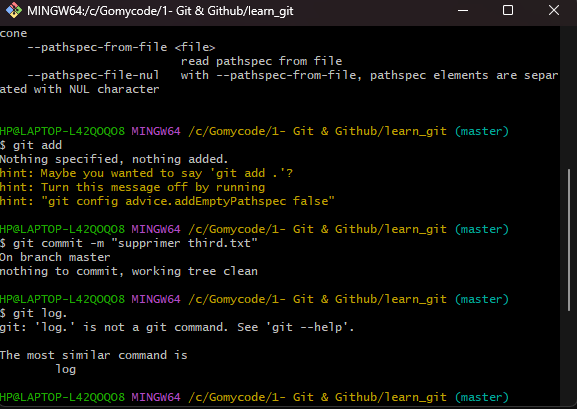 MINGW64:/c/Gomycode/1- Git & Github/learn_git
cone
    --pathspec-from-file <file>
                          read pathspec from file
    --pathspec-file-nul   with --pathspec-from-file, pathspec elements are separ
ated with NUL character
HP@LAPTOP-L42QOQO8 MINGW64 /c/Gomycode/1- Git & Github/learn_git (master)
$ git add
Nothing specified, nothing added.
hint: Maybe you wanted to say 'git add .'?
hint: Turn this message off by running
hint: "git config advice.addEmptyPathspec false"
HP@LAPTOP-L42QOQO8 MINGW64 /c/Gomycode/1- Git & Github/learn_git (master)
$ git commit -m "supprimer third.txt"
On branch master
nothing to commit, working tree clean
HP@LAPTOP-L42QOQO8 MINGW64 /c/Gomycode/1- Git & Github/learn_git (master)
$ git log.
git: 'log.' is not a git command. See 'git --help'.
The most similar command is
        log
HP@LAPTOP-L42QOQO8 MINGW64 /c/Gomycode/1- Git & Github/learn_git (master)